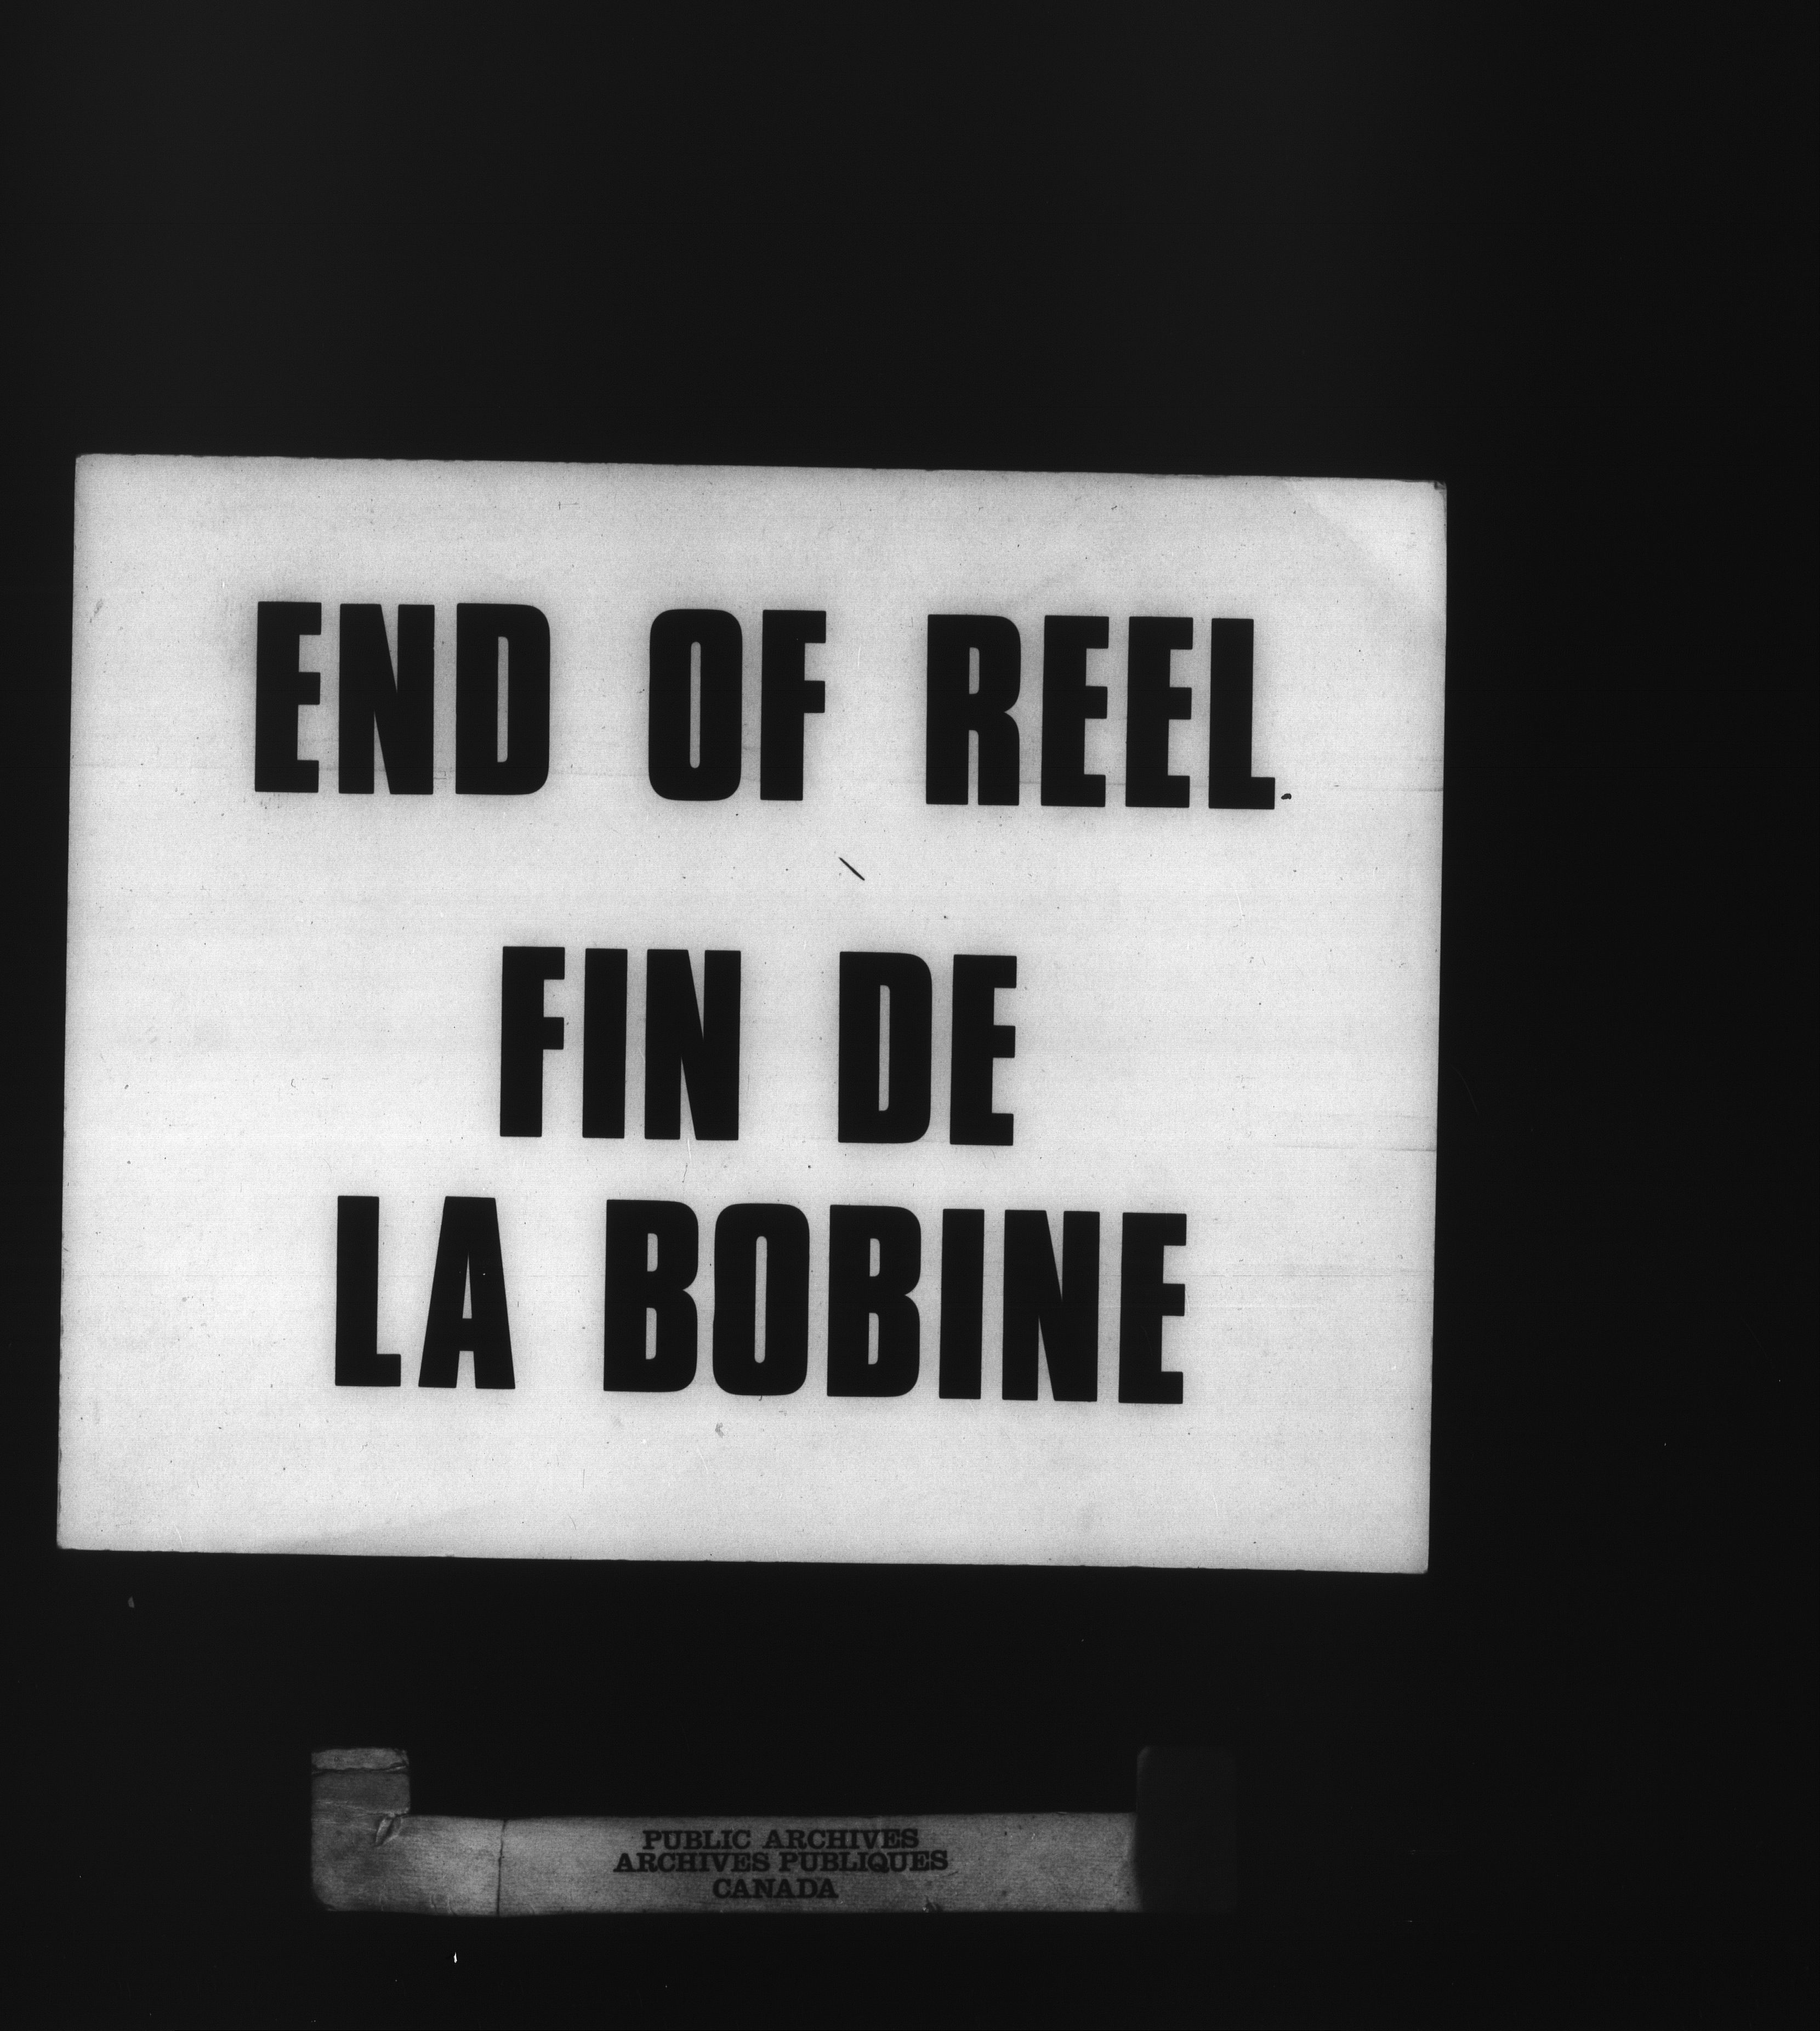 END OF REEL
FIN DE
LA BOBINE
PUBLIC ARCHIVES
ARCHIVES PUBLIQUES
CANADA